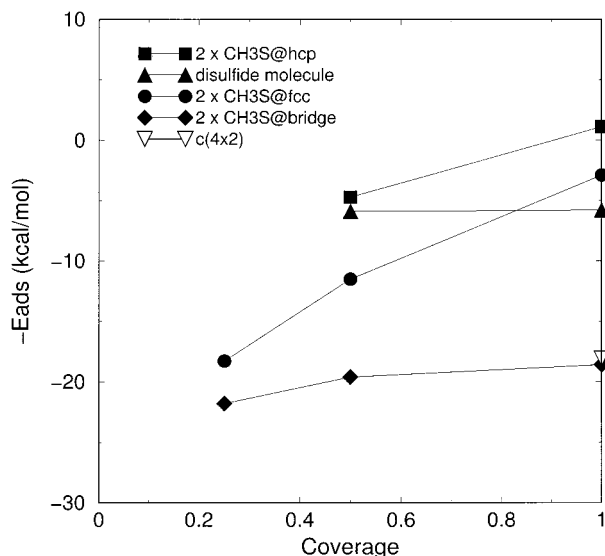 -Eads (kcal/mol)
−10
0
−10
−20
−30
2 x CH3S@hcp
disulfide molecule
2 x CH3S@fcc
2 x CH3S@bridge
c(4x2)
0
0.2
0.4
0.6
0.8
1
Coverage